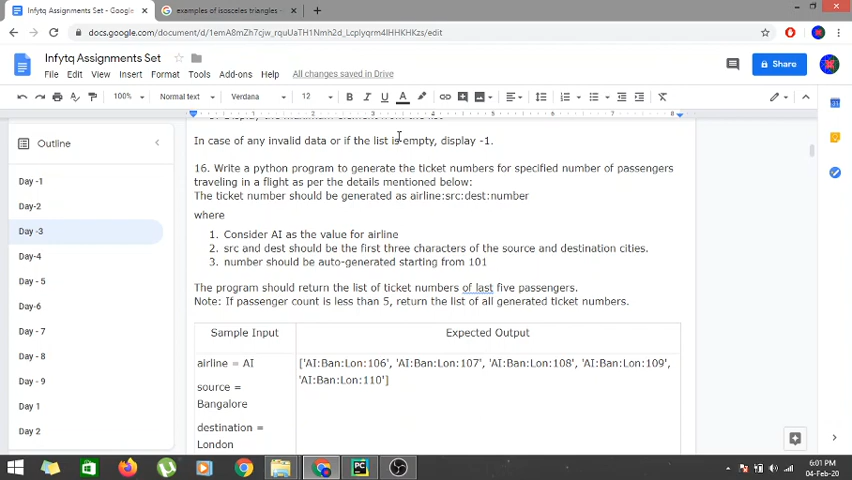 Infytq Assignments Set - Google
examples of isosceles triangles -
docs.google.com/document/d/1emA8mZh7cjw_rquUaTH1Nmh2d_LcpIyqrm4lHHKHKzs/edit
Infytq Assignments Set
File Edit View Insert Format Tools Add-ons Help All changes saved in Drive
Share
100% Normal text Verdana 12
Outline
Day -1
Day-2
Day -3
Day-4
Day - 5
Day-6
Day - 7
Day - 8
Day - 9
Day 1
Day 2
In case of any invalid data or if the list is empty, display -1.
16. Write a python program to generate the ticket numbers for specified number of passengers
traveling in a flight as per the details mentioned below:
The ticket number should be generated as airline:src:dest:number
where
1. Consider AI as the value for airline
2. src and dest should be the first three characters of the source and destination cities.
3. number should be auto-generated starting from 101
The program should return the list of ticket numbers of last five passengers.
Note: If passenger count is less than 5, return the list of all generated ticket numbers.
Sample Input Expected Output
airline = AI
source =
Bangalore
destination =
London
['AI:Ban:Lon:106', 'AI:Ban:Lon:107', 'AI:Ban:Lon:108', 'AI:Ban:Lon:109',
'AI:Ban:Lon:110']
6:01 PM
04-Feb-20